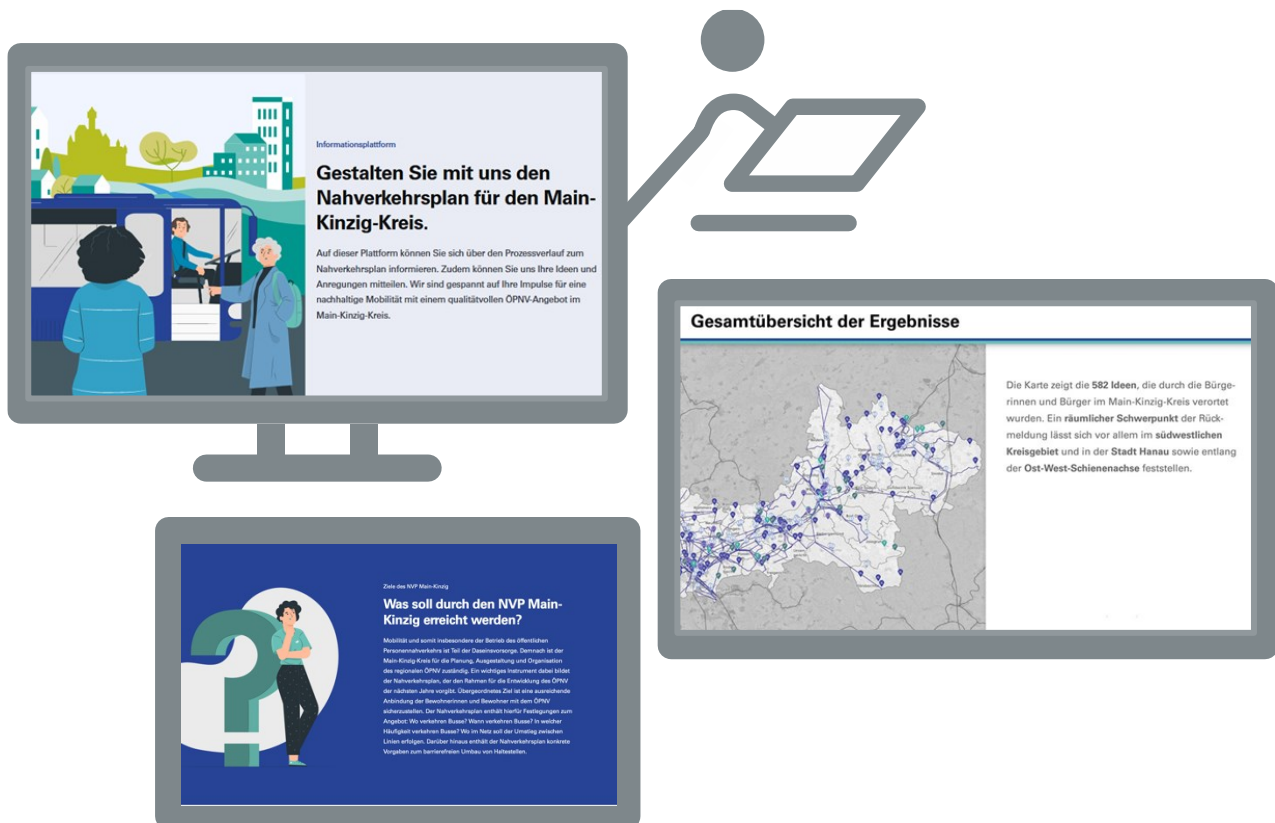 Informationsplattform
Gestalten Sie mit uns den
Nahverkehrsplan für den Main-
Kinzig-Kreis.
Auf dieser Plattform können Sie sich über den Prozessverlauf zum
Nahverkehrsplan informieren. Zudem können Sie uns Ihre Ideen und
Anregungen mitteilen. Wir sind gespannt auf Ihre Impulse für eine
nachhaltige Mobilität mit einem qualitätvollen ÖPNV-Angebot im
Main-Kinzig-Kreis.
Gesamtübersicht der Ergebnisse
Die Karte zeigt die 582 Ideen, die durch die Bürge-
rinnen und Bürger im Main-Kinzig-Kreis verortet
wurden. Ein räumlicher Schwerpunkt der Rück-
meldung lässt sich vor allem im südwestlichen
Kreisgebiet und in der Stadt Hanau sowie entlang
der Ost-West-Schienenachse feststellen.
Ziele des NVP Main-Kinzig
Was soll durch den NVP Main-
Kinzig erreicht werden?
Mobilität und somit insbesondere der Betrieb des öffentlichen
Personennahverkehrs ist Teil der Daseinsvorsorge. Demnach ist der
Main-Kinzig-Kreis für die Planung, Ausgestaltung und Organisation
des regionalen ÖPNV zuständig. Ein wichtiges Instrument dabei bildet
der Nahverkehrsplan, der den Rahmen für die Entwicklung des ÖPNV
der nächsten Jahre vorgibt. Übergeordnetes Ziel ist eine ausreichende
Anbindung der Bewohnerinnen und Bewohner mit dem ÖPNV
sicherzustellen. Der Nahverkehrsplan enthält hierfür Festlegungen zum
Angebot: Wo verkehren Busse? Wann verkehren Busse? In welcher
Häufigkeit verkehren Busse? Wo im Netz soll der Umstieg zwischen
Linien erfolgen. Darüber hinaus enthält der Nahverkehrsplan konkrete
Vorgaben zum barrierefreien Umbau von Haltestellen.